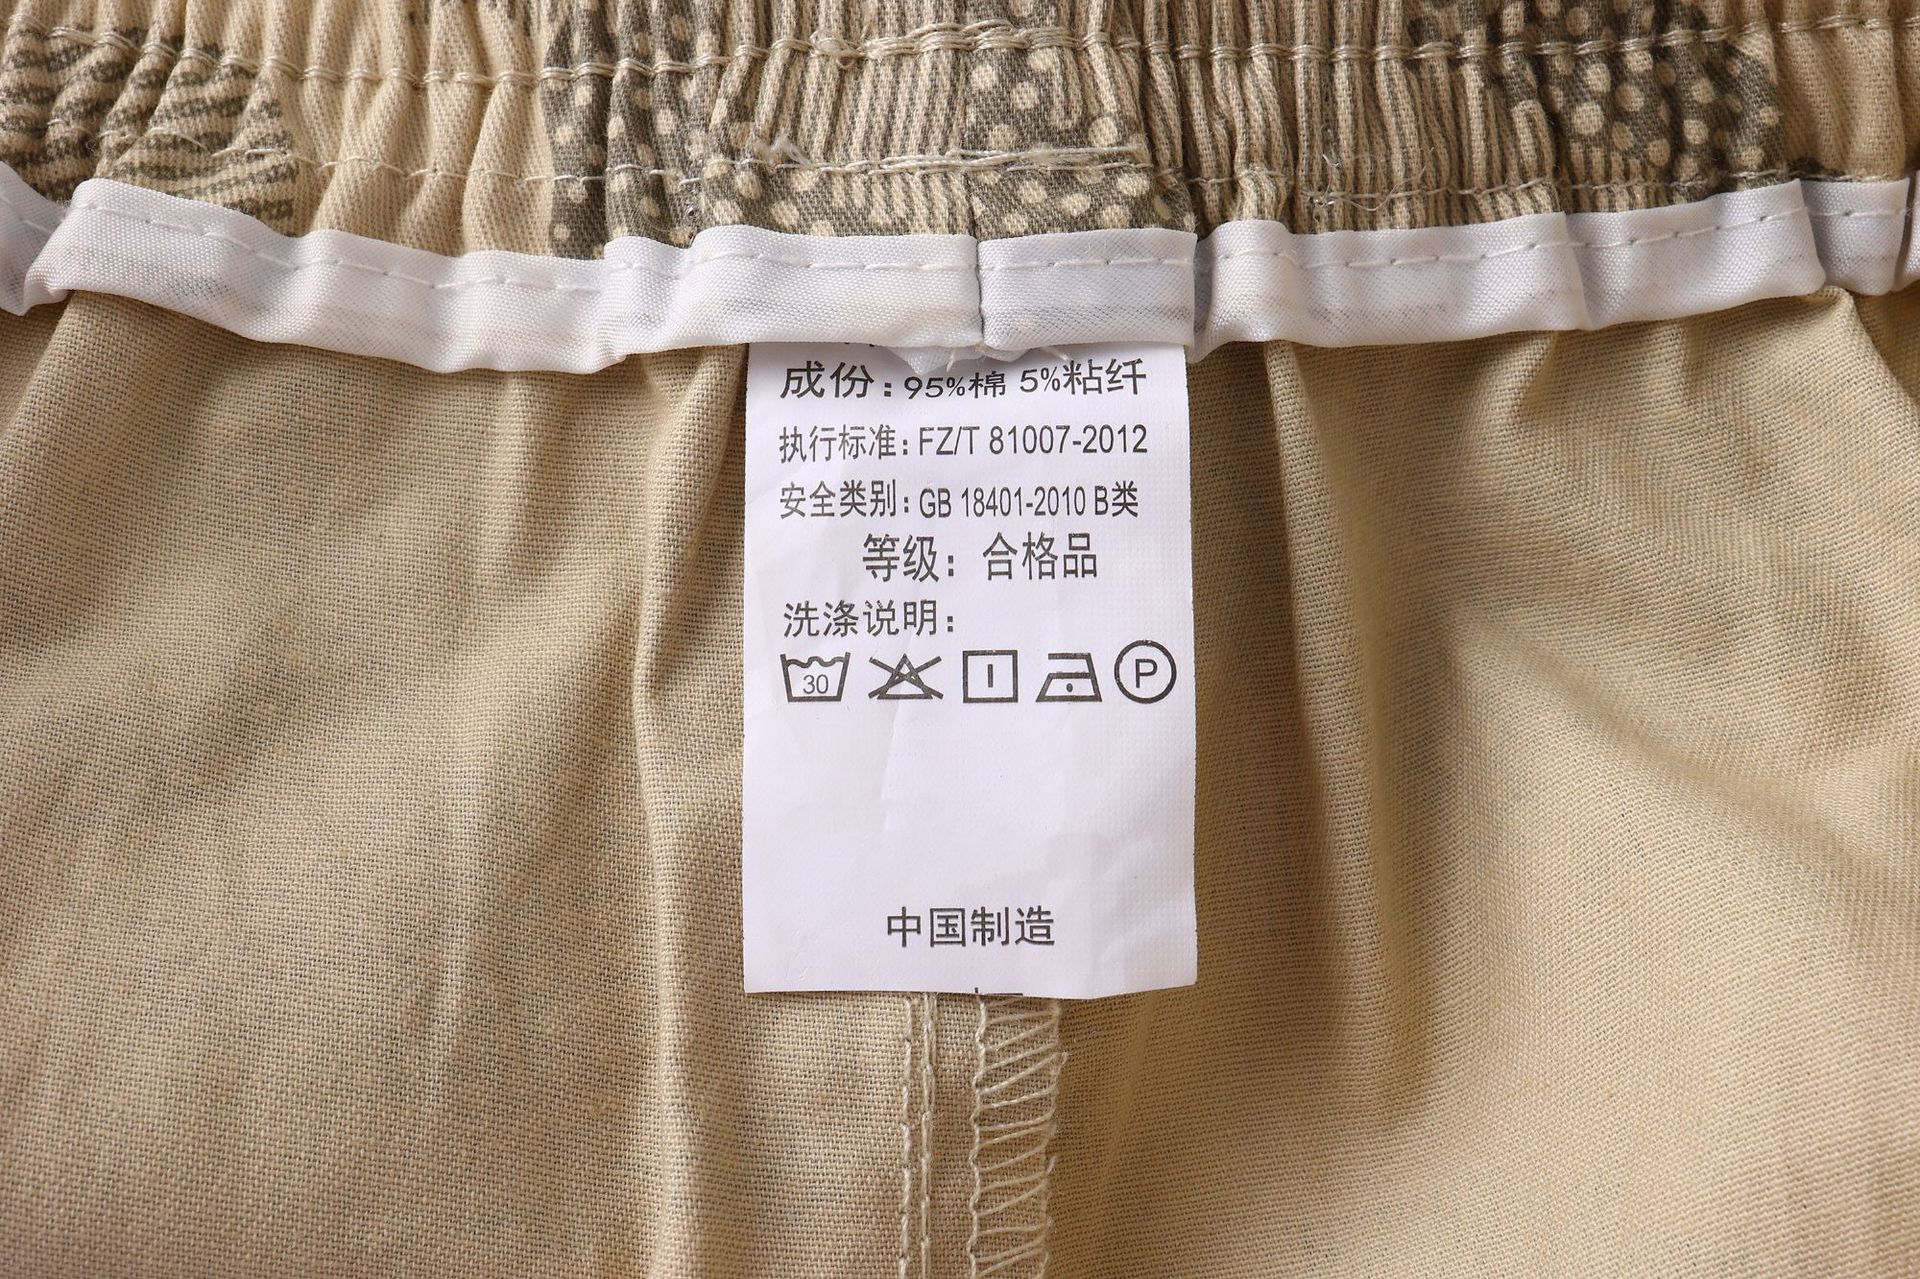 成份：95%棉 5%粘纤
执行标准：FZ/T 81007-2012
安全类别：GB 18401-2010 B类
等级：合格品
洗涤说明：
30 P
中国制造